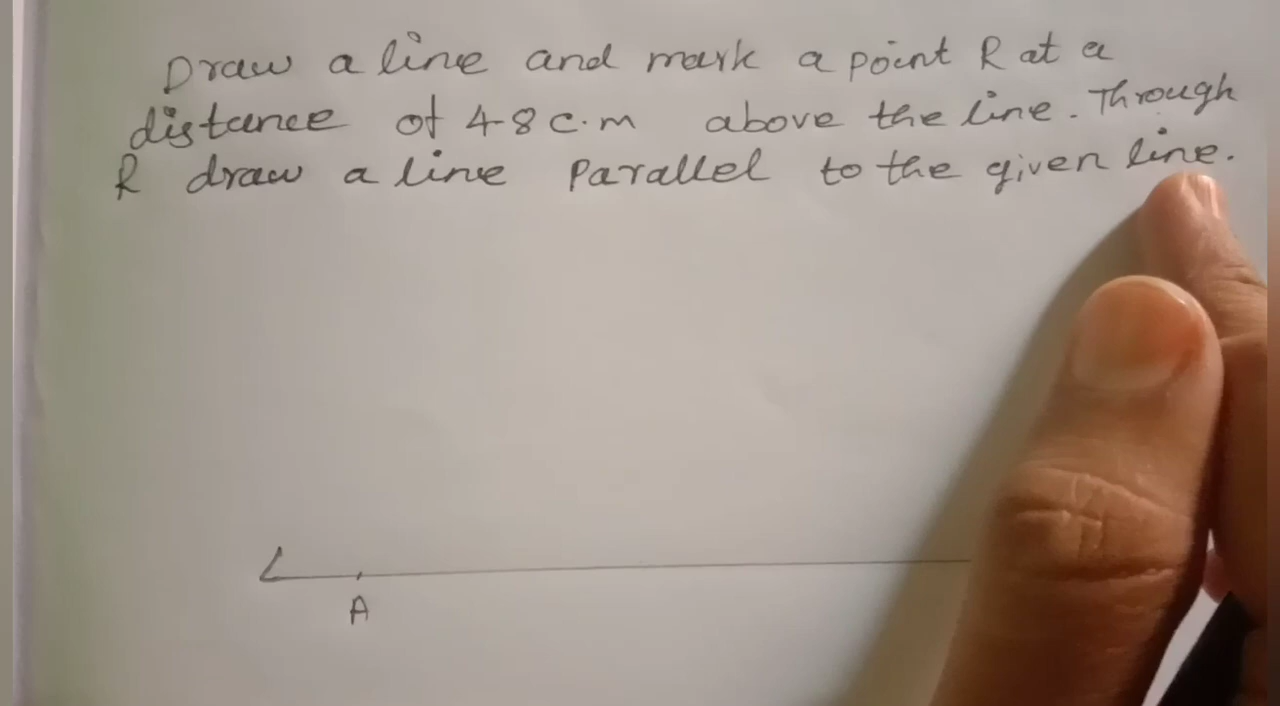 Draw a line and mark a point R at a
distance of 4.8 c.m above the line. Through
R draw a line Parallel to the given line.
A